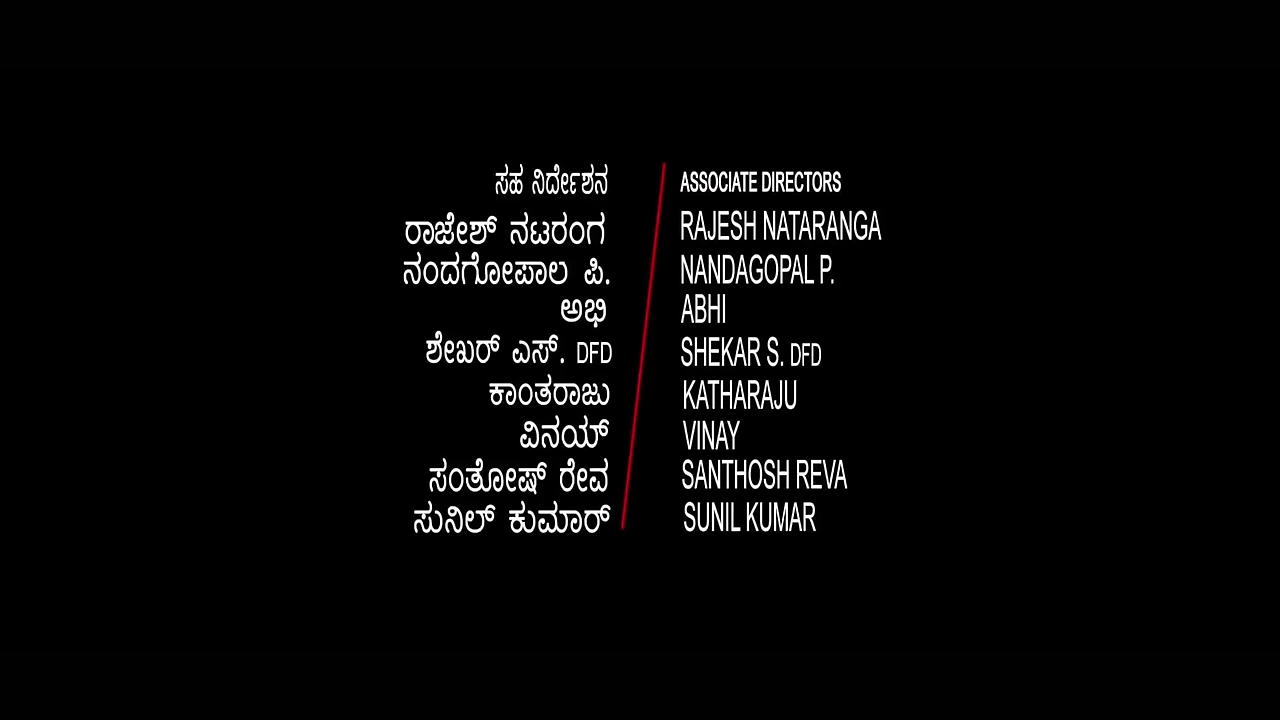 ಸಹ ನಿರ್ದೇಶನ ASSOCIATE DIRECTORS
ರಾಜೇಶ್ ನಟರಂಗ RAJESH NATARANGA
ನಂದಗೋಪಾಲ ಪಿ. NANDAGOPAL P.
ಅಭಿ ABHI
ಶೇಖರ್ ಎಸ್. DFD SHEKAR S. DFD
ಕಾಂತರಾಜು KATHARAJU
ವಿನಯ್ VINAY
ಸಂತೋಷ್ ರೇವ SANTHOSH REVA
ಸುನಿಲ್ ಕುಮಾರ್ SUNIL KUMAR